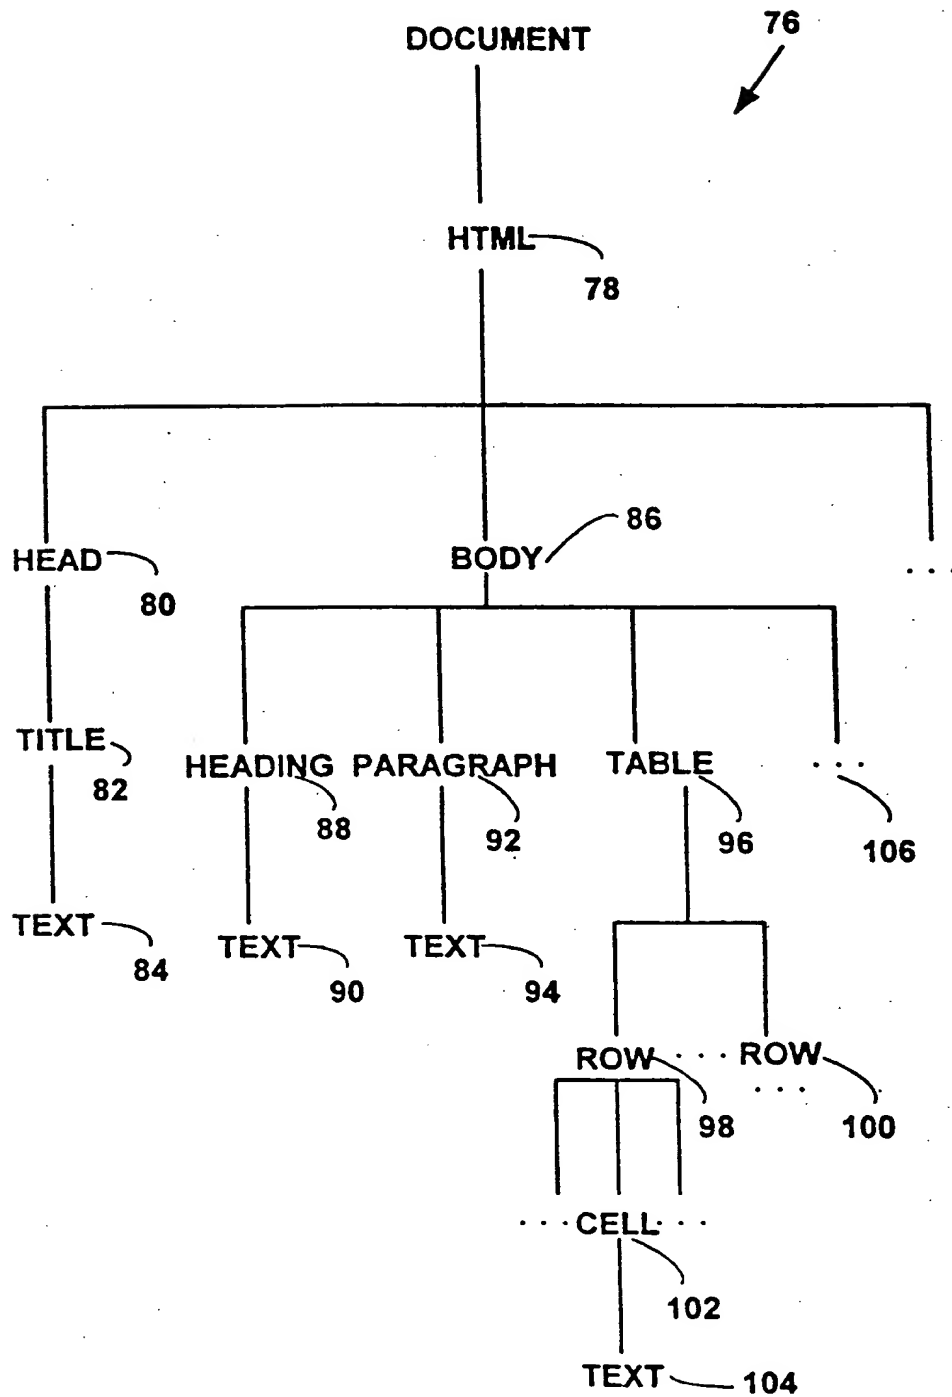 76
DOCUMENT
HTML
78
86
HEAD
BODY
. . .
80
TITLE
HEADING PARAGRAPH TABLE . . .
82
88 92 96 106
TEXT
TEXT TEXT
84
90 94
ROW . . . ROW
. . .
98 100
. . . CELL . . .
102
TEXT 104